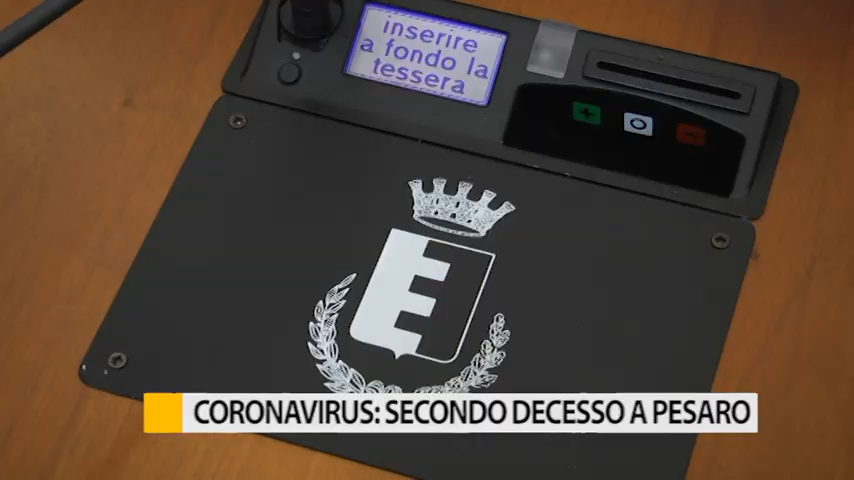 inserire
a fondo la
tessera
CORONAVIRUS: SECONDO DECESSO A PESARO